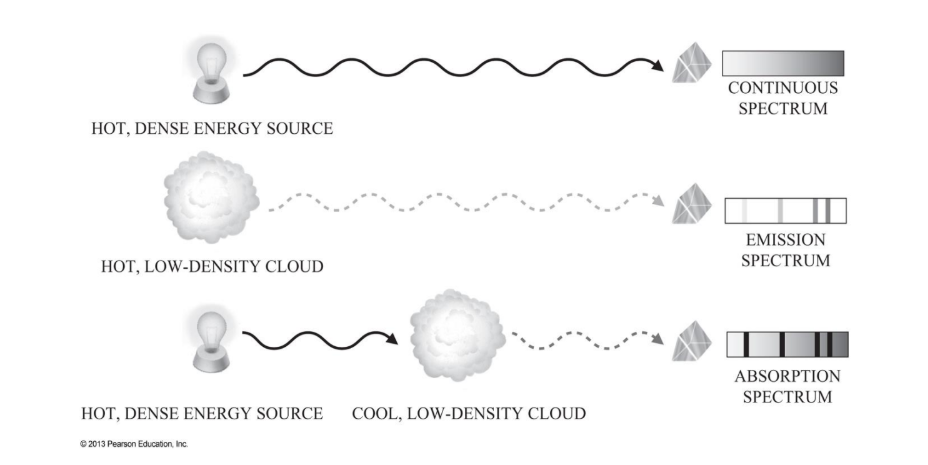 CONTINUOUS
SPECTRUM
HOT, DENSE ENERGY SOURCE
EMISSION
SPECTRUM
HOT, LOW-DENSITY CLOUD
ABSORPTION
SPECTRUM
HOT, DENSE ENERGY SOURCE
COOL, LOW-DENSITY CLOUD
© 2013 Pearson Education, Inc.